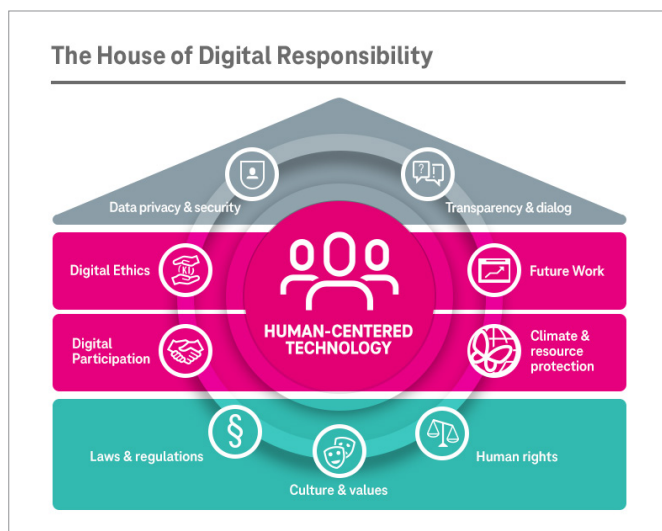 The House of Digital Responsibility
Data privacy & security
Transparency & dialog
Digital Ethics
KI
Future Work
HUMAN-CENTERED
TECHNOLOGY
Digital
Participation
Climate &
resource
protection
Laws & regulations
§
Human rights
Culture & values